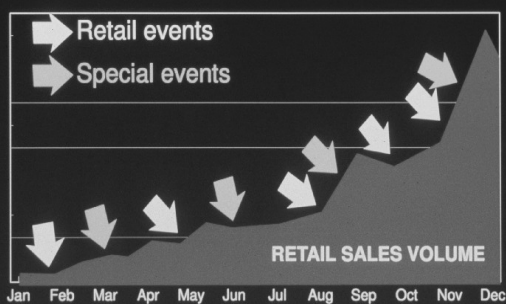 Retail events
Special events
RETAIL SALES VOLUME
Jan Feb Mar Apr May Jun Jul Aug Sep Oct Nov Dec